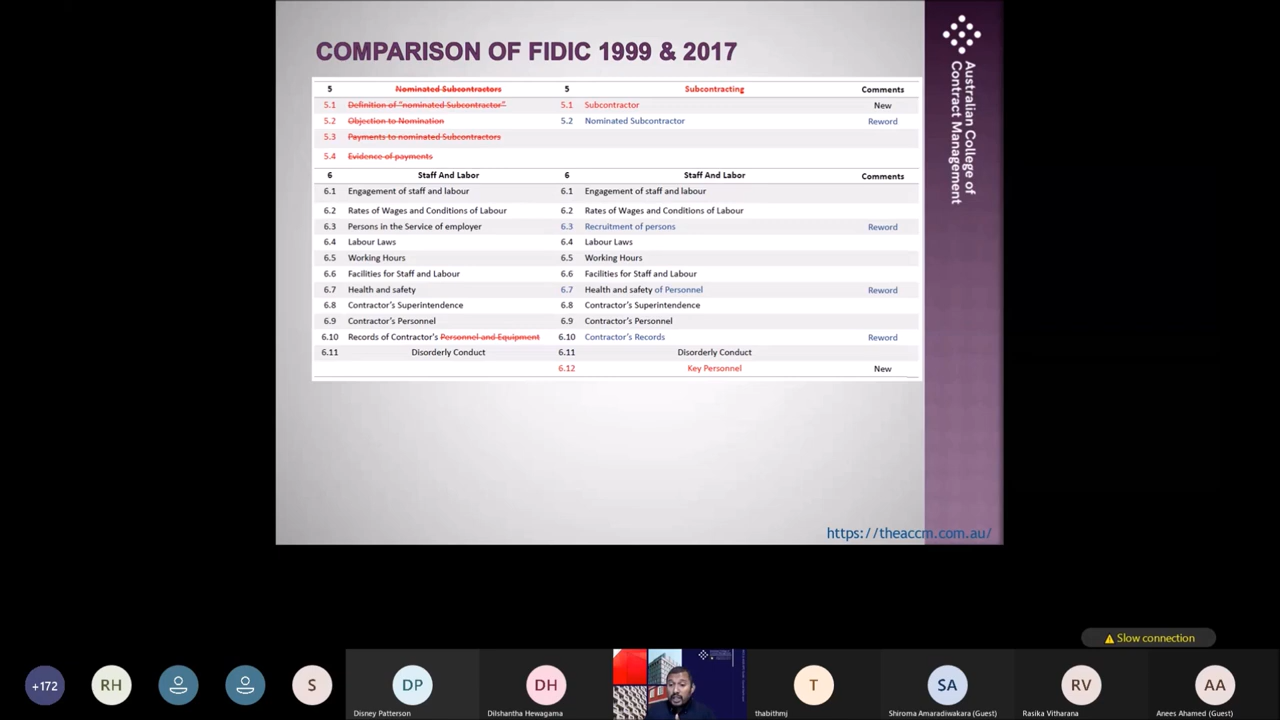 COMPARISON OF FIDIC 1999 & 2017
5 Nominated Subcontractors 5 Subcontracting Comments
5.1 Definition of "nominated Subcontractor" 5.1 Subcontractor New
5.2 Objection to Nomination 5.2 Nominated Subcontractor Reword
5.3 Payments to nominated Subcontractors
5.4 Evidence of payments
6 Staff And Labor 6 Staff And Labor Comments
6.1 Engagement of staff and labour 6.1 Engagement of staff and labour
6.2 Rates of Wages and Conditions of Labour 6.2 Rates of Wages and Conditions of Labour
6.3 Persons in the Service of employer 6.3 Recruitment of persons Reword
6.4 Labour Laws 6.4 Labour Laws
6.5 Working Hours 6.5 Working Hours
6.6 Facilities for Staff and Labour 6.6 Facilities for Staff and Labour
6.7 Health and safety 6.7 Health and safety of Personnel Reword
6.8 Contractor's Superintendence 6.8 Contractor's Superintendence
6.9 Contractor's Personnel 6.9 Contractor's Personnel
6.10 Records of Contractor's Personnel and Equipment 6.10 Contractor's Records Reword
6.11 Disorderly Conduct 6.11 Disorderly Conduct
6.12 Key Personnel New
Australian College of
Contract Management
https://theaccm.com.au/
Slow connection
+172 RH S DP DH T SA RV AA
Disney Patterson Dilshantha Hewagama thabithmj Shiroma Amaradiwakara (Guest) Rasika Vitharana Anees Ahamed (Guest)